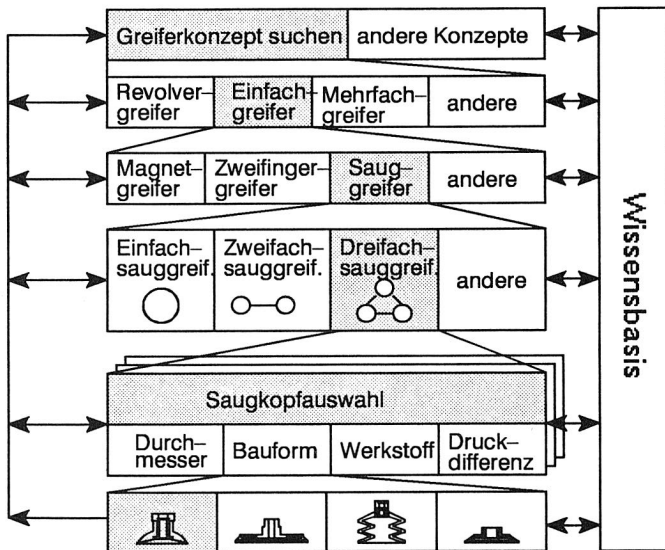 Greiferkonzept suchen andere Konzepte
Revolver–
greifer
Einfach–
greifer
Mehrfach–
greifer
andere
Magnet–
greifer
Zweifinger–
greifer
Saug–
greifer
andere
Einfach–
sauggreif.
Zweifach–
sauggreif.
Dreifach–
sauggreif.
andere
Saugkopfauswahl
Durch–
messer
Bauform
Werkstoff
Druck–
differenz
Wissensbasis